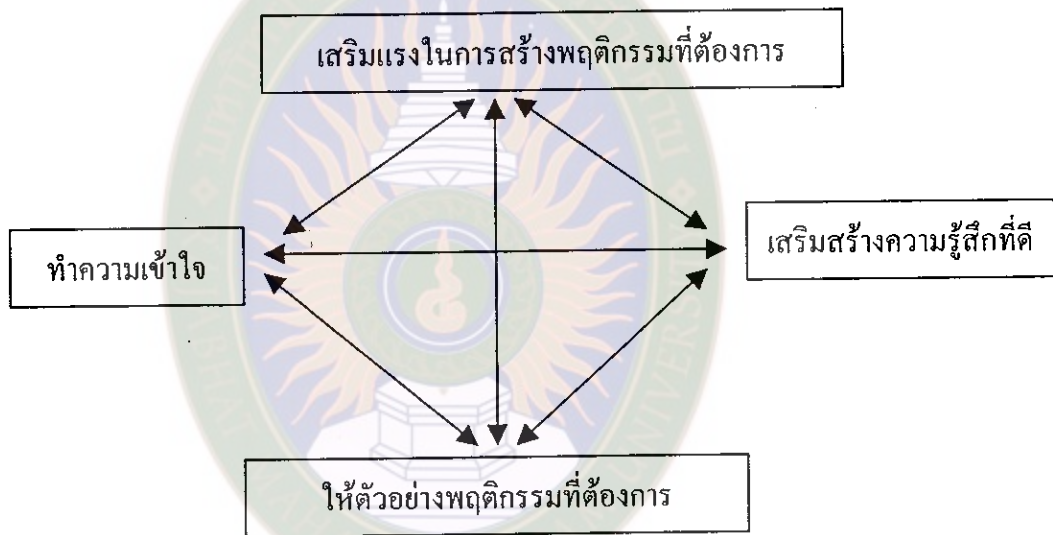 เสริมแรงในการสร้างพฤติกรรมที่ต้องการ
ทำความเข้าใจ
เสริมสร้างความรู้สึกที่ดี
ให้ตัวอย่างพฤติกรรมที่ต้องการ